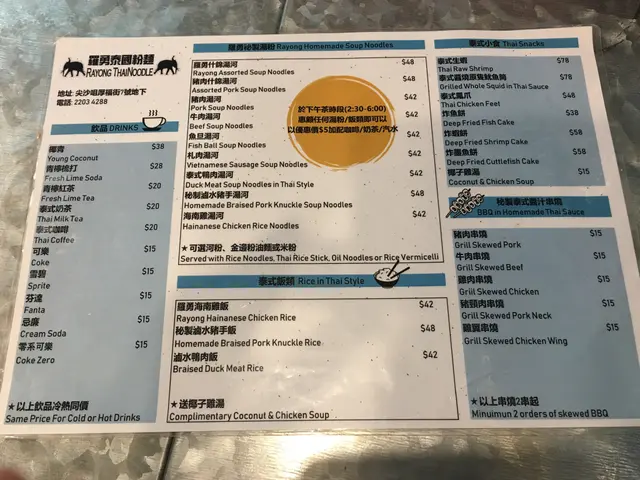 羅勇泰國粉麵
RAYONG THAINOODLE
地址: 尖沙咀厚福街7號地下
電話: 2203 4288
飲品 DRINKS
椰青 $38
Young Coconut
青檸梳打 $28
Fresh Lime Soda
青檸紅茶 $20
Fresh Lime Tea
泰式奶茶 $20
Thai Milk Tea
泰式咖啡 $20
Thai Coffee
可樂 $15
Coke
雪碧 $15
Sprite
芬達 $15
Fanta
忌廉 $15
Cream Soda
零系可樂 $15
Coke Zero
★以上飲品冷熱同價
Same Price For Cold or Hot Drinks
羅勇祕製湯粉 Rayong Homemade Soup Noodles
羅勇什錦湯河 $48
Rayong Assorted Soup Noodles
豬肉什錦湯河 $48
Assorted Pork Soup Noodles
豬肉湯河 $42
Pork Soup Noodles
牛肉湯河 $42
Beef Soup Noodles
魚旦湯河 $42
Fish Ball Soup Noodles
札肉湯河 $42
Vietnamese Sausage Soup Noodles
泰式鴨肉湯河 $42
Duck Meat Soup Noodles in Thai Style
秘制滷水豬手湯河 $48
Homemade Braised Pork Knuckle Soup Noodles
海南雞湯河 $42
Hainanese Chicken Rice Noodles
於下午茶時段(2:30-6:00)
惠顧任何湯粉/飯類即可以
以優惠價$5加配咖啡/奶茶/汽水
★可選河粉、金邊粉油麵或米粉
Served with Rice Noodles, Thai Rice Stick, Oil Noodles or Rice Vermicelli
泰式飯類 Rice in Thai Style
羅勇海南雞飯 $42
Rayong Hainanese Chicken Rice
秘製滷水豬手飯 $48
Homemade Braised Pork Knuckle Rice
滷水鴨肉飯 $42
Braised Duck Meat Rice
★送椰子雞湯
Complimentary Coconut & Chicken Soup
泰式小食 Thai Snacks
泰式生蝦 $78
Thai Raw Shrimp
泰式醬燒原隻魷魚筒 $78
Grilled Whole Squid in Thai Sauce
泰式鳳爪 $48
Thai Chicken Feet
炸魚餅 $38
Deep Fried Fish Cake
炸蝦餅 $58
Deep Fried Shrimp Cake
炸墨魚餅 $58
Deep Fried Cuttlefish Cake
椰子雞湯 $15
Coconut & Chicken Soup
秘製泰式醬汁串燒
BBQ in Homemade Thai Sauce
豬肉串燒 $15
Grill Skewed Pork
牛肉串燒 $15
Grill Skewed Beef
雞肉串燒 $15
Grill Skewed Chicken
豬頸肉串燒 $15
Grill Skewed Pork Neck
雞翼串燒 $15
Grill Skewed Chicken Wing
★以上串燒2串起
Minuimun 2 orders of skewed BBQ